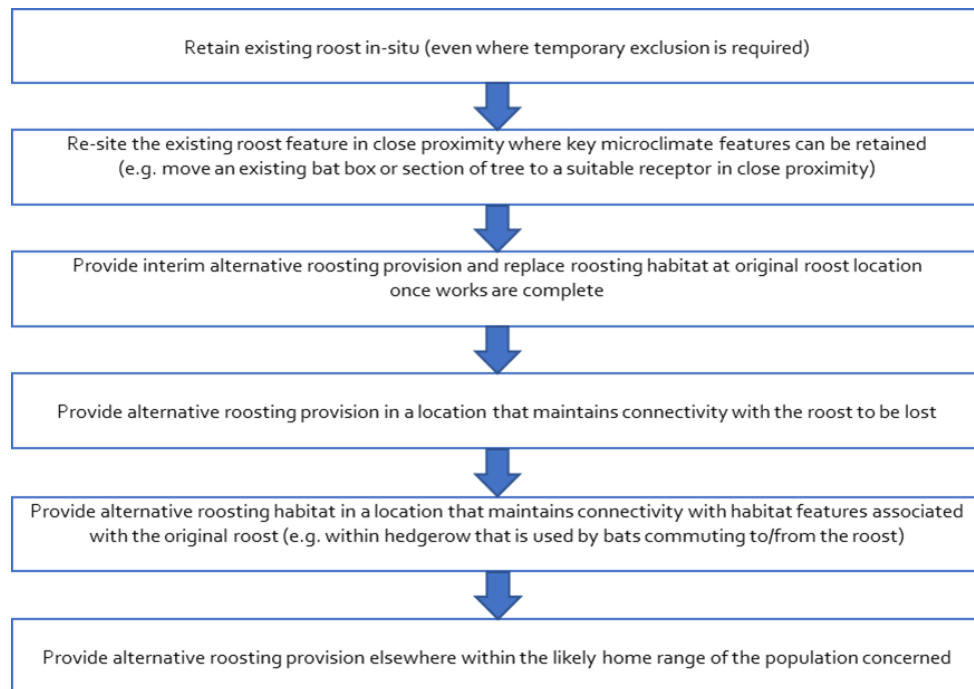 Retain existing roost in-situ (even where temporary exclusion is required)
Re-site the existing roost feature in close proximity where key microclimate features can be retained
(e.g. move an existing bat box or section of tree to a suitable receptor in close proximity)
Provide interim alternative roosting provision and replace roosting habitat at original roost location
once works are complete
Provide alternative roosting provision in a location that maintains connectivity with the roost to be lost
Provide alternative roosting habitat in a location that maintains connectivity with habitat features associated
with the original roost (e.g. within hedgerow that is used by bats commuting to/from the roost)
Provide alternative roosting provision elsewhere within the likely home range of the population concerned